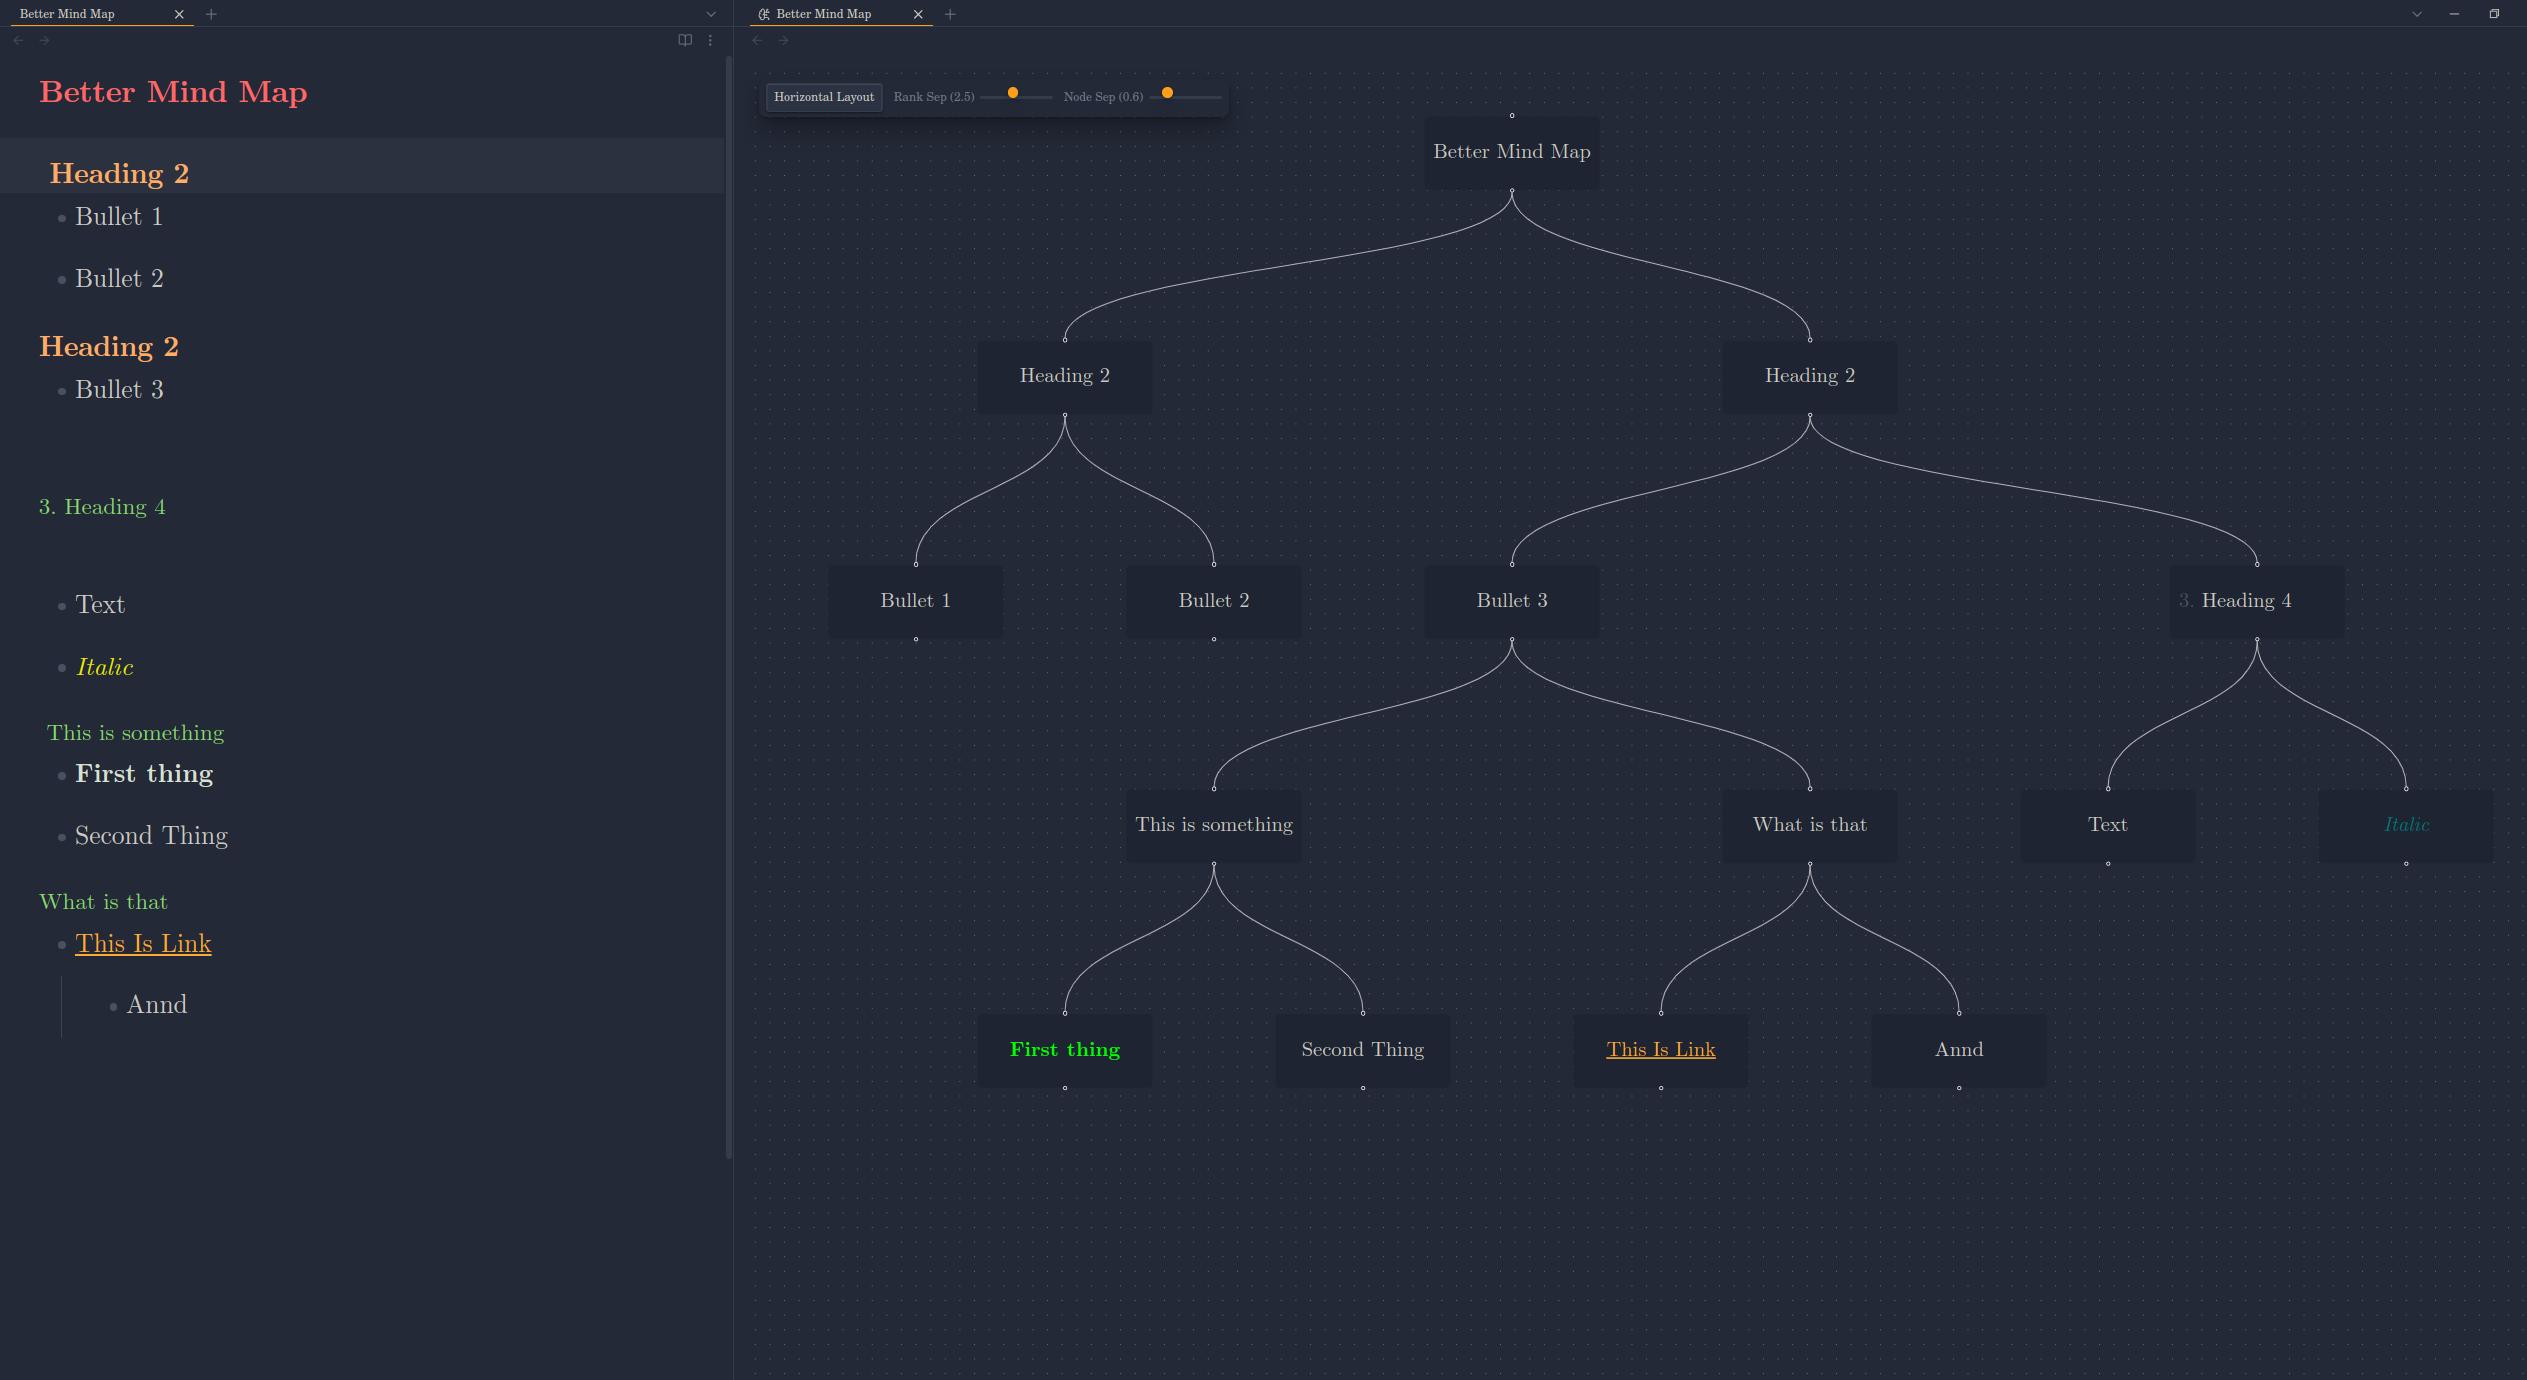 Better Mind Map
Better Mind Map
Better Mind Map
Heading 2
Bullet 1
Bullet 2
Heading 2
Bullet 3
3. Heading 4
Text
Italic
This is something
First thing
Second Thing
What is that
This Is Link
Annd
Horizontal Layout Rank Sep (2.5) Node Sep (0.6)
Better Mind Map
Heading 2 Heading 2
Bullet 1 Bullet 2 Bullet 3 3. Heading 4
This is something What is that Text Italic
First thing Second Thing This Is Link Annd